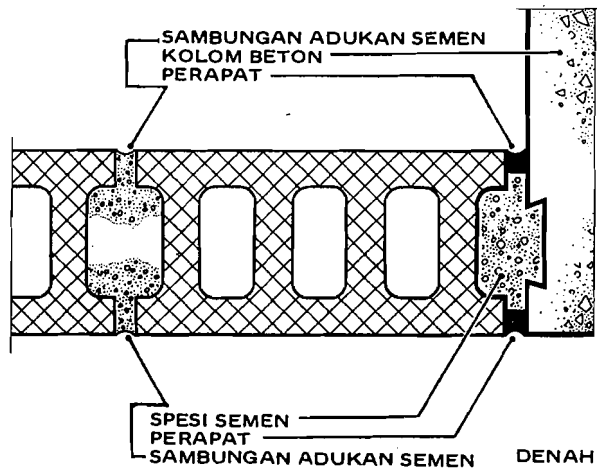 SAMBUNGAN ADUKAN SEMEN
KOLOM BETON
PERAPAT
SPESI SEMEN
PERAPAT
SAMBUNGAN ADUKAN SEMEN
DENAH